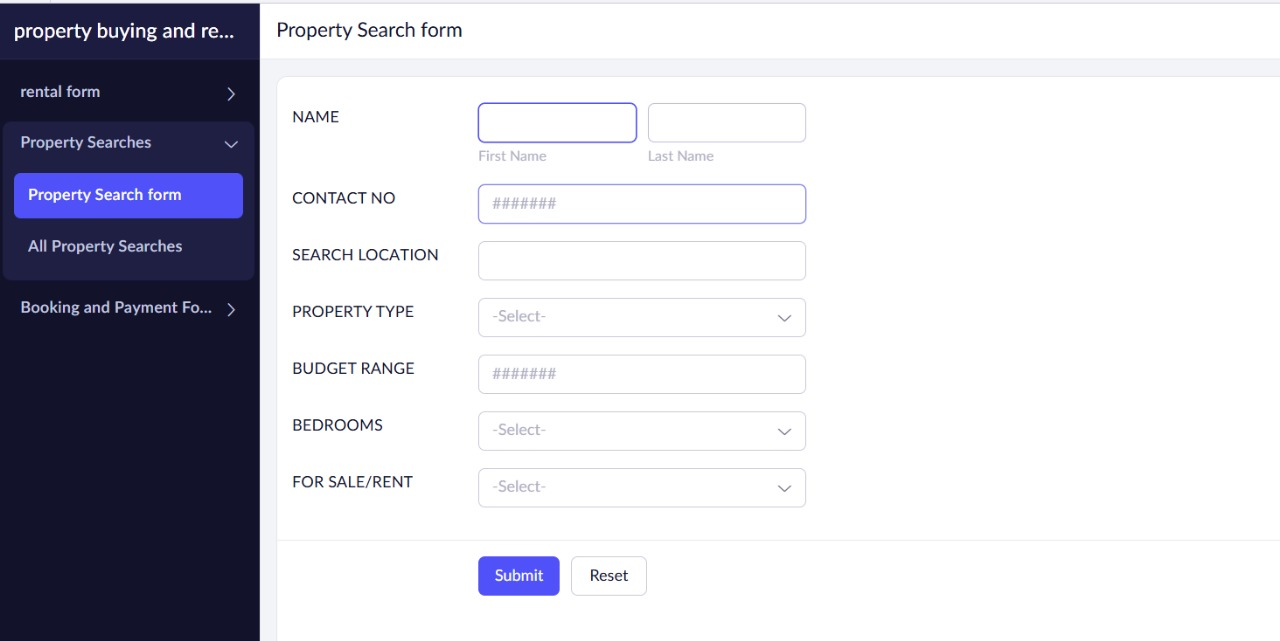 property buying and re...
rental form
Property Searches
Property Search form
All Property Searches
Booking and Payment Fo...
Property Search form
NAME
First Name Last Name
CONTACT NO #######
SEARCH LOCATION
PROPERTY TYPE -Select-
BUDGET RANGE #######
BEDROOMS -Select-
FOR SALE/RENT -Select-
Submit Reset